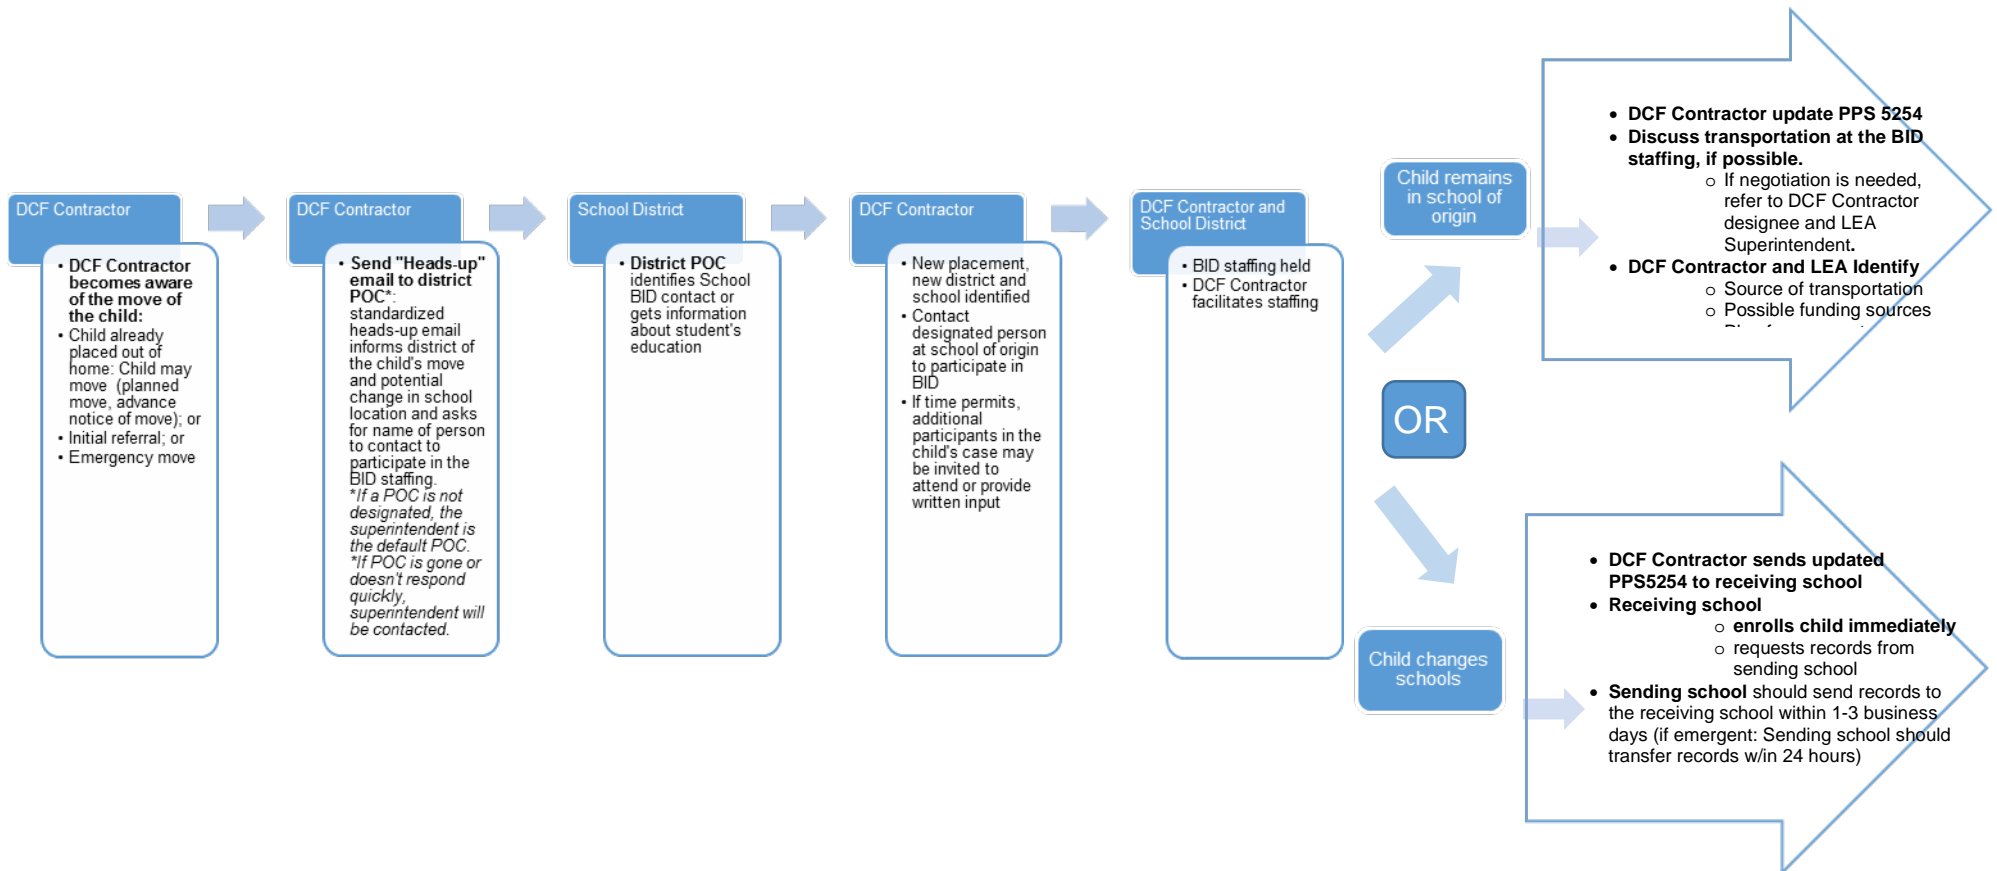 DCF Contractor
• DCF Contractor
becomes aware
of the move of
the child:
• Child already
placed out of
home: Child may
move (planned
move, advance
notice of move); or
• Initial referral; or
• Emergency move
DCF Contractor
• Send "Heads-up"
email to district
POC*:
standardized
heads-up email
informs district of
the child's move
and potential
change in school
location and asks
for name of person
to contact to
participate in the
BID staffing.
*If a POC is not
designated, the
superintendent is
the default POC.
*If POC is gone or
doesn't respond
quickly,
superintendent will
be contacted.
School District
• District POC
identifies School
BID contact or
gets information
about student's
education
DCF Contractor
• New placement,
new district and
school identified
• Contact
designated person
at school of origin
to participate in
BID
• If time permits,
additional
participants in the
child's case may
be invited to
attend or provide
written input
DCF Contractor and
School District
• BID staffing held
• DCF Contractor
facilitates staffing
Child remains
in school of
origin
• DCF Contractor update PPS 5254
• Discuss transportation at the BID
staffing, if possible.
o If negotiation is needed,
refer to DCF Contractor
designee and LEA
Superintendent.
• DCF Contractor and LEA Identify
o Source of transportation
o Possible funding sources
OR
Child changes
schools
• DCF Contractor sends updated
PPS5254 to receiving school
• Receiving school
o enrolls child immediately
o requests records from
sending school
• Sending school should send records to
the receiving school within 1-3 business
days (if emergent: Sending school should
transfer records w/in 24 hours)